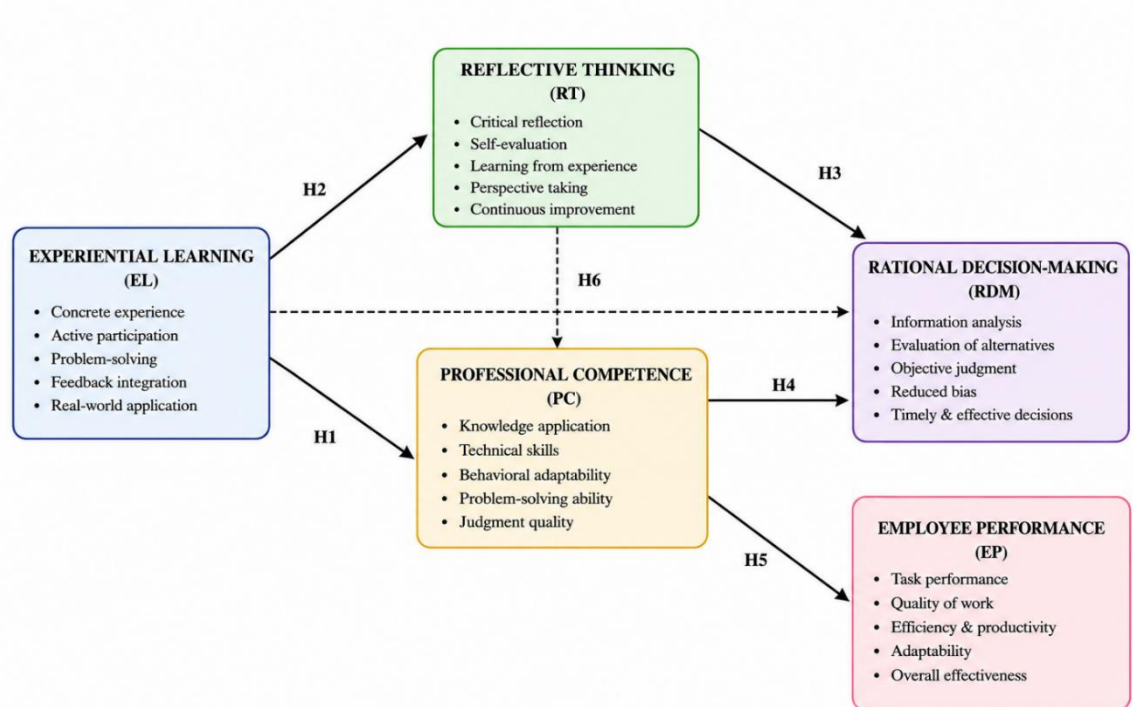 REFLECTIVE THINKING
(RT)
• Critical reflection
• Self-evaluation
• Learning from experience
• Perspective taking
• Continuous improvement
H2
H3
EXPERIENTIAL LEARNING
(EL)
• Concrete experience
• Active participation
• Problem-solving
• Feedback integration
• Real-world application
H6
RATIONAL DECISION-MAKING
(RDM)
• Information analysis
• Evaluation of alternatives
• Objective judgment
• Reduced bias
• Timely & effective decisions
H1
PROFESSIONAL COMPETENCE
(PC)
• Knowledge application
• Technical skills
• Behavioral adaptability
• Problem-solving ability
• Judgment quality
H4
H5
EMPLOYEE PERFORMANCE
(EP)
• Task performance
• Quality of work
• Efficiency & productivity
• Adaptability
• Overall effectiveness